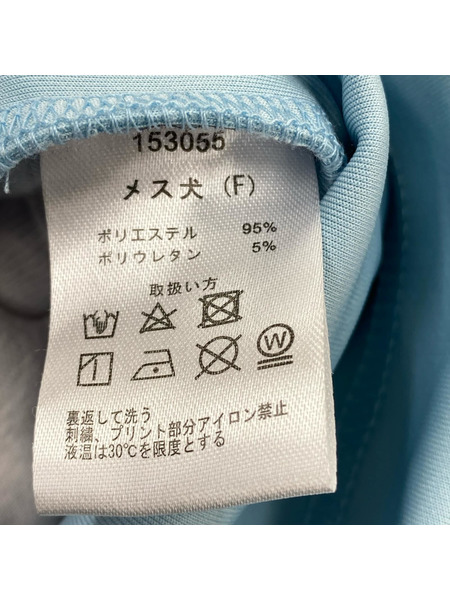 153055
メス犬 (F)
ポリエステル 95%
ポリウレタン 5%
取扱い方
W
裏返して洗う
刺繍、プリント部分アイロン禁止
液温は30℃を限度とする